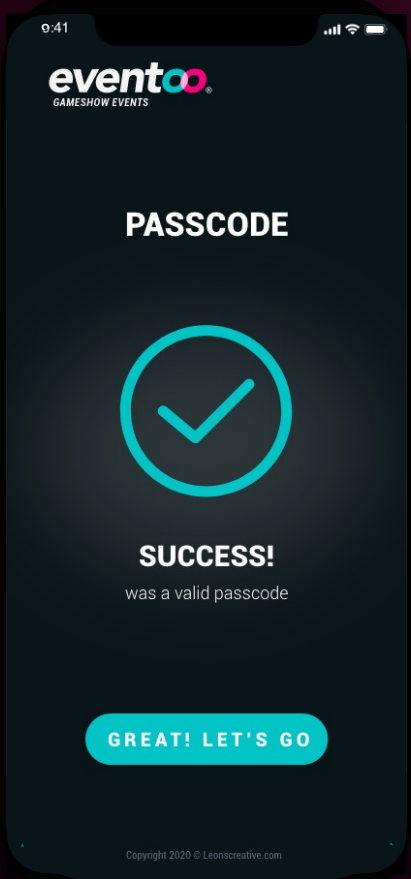 9:41
eventoo®
GAMESHOW EVENTS
PASSCODE
SUCCESS!
was a valid passcode
GREAT! LET'S GO
Copyright 2020 © Leonscreative.com